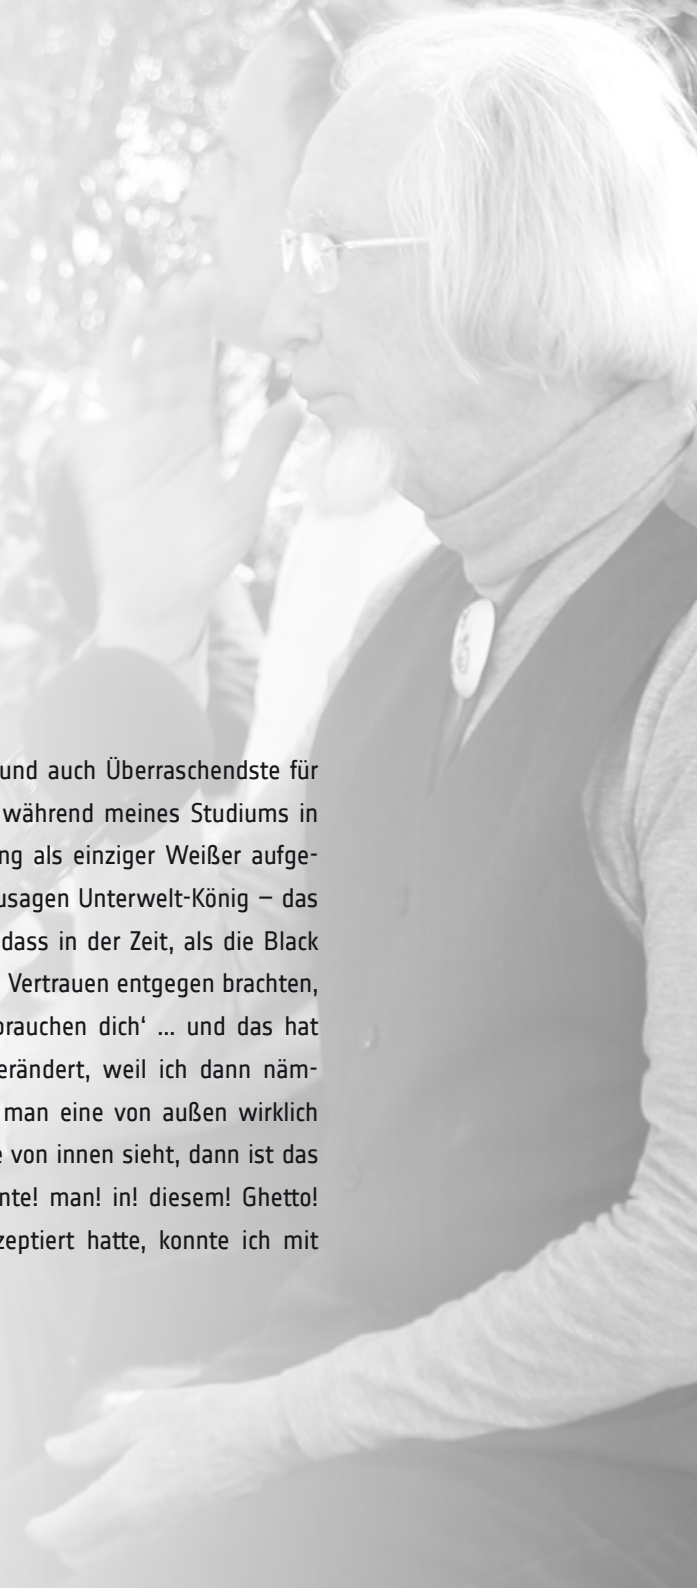 und auch Überraschendste für
während meines Studiums in
ng als einziger Weißer aufge-
usagen Unterwelt-König – das
dass in der Zeit, als die Black
Vertrauen entgegen brachten,
brauchen dich‘ ... und das hat
erändert, weil ich dann näm-
man eine von außen wirklich
e von innen sieht, dann ist das
nte! man! in! diesem! Ghetto!
zeptiert hatte, konnte ich mit